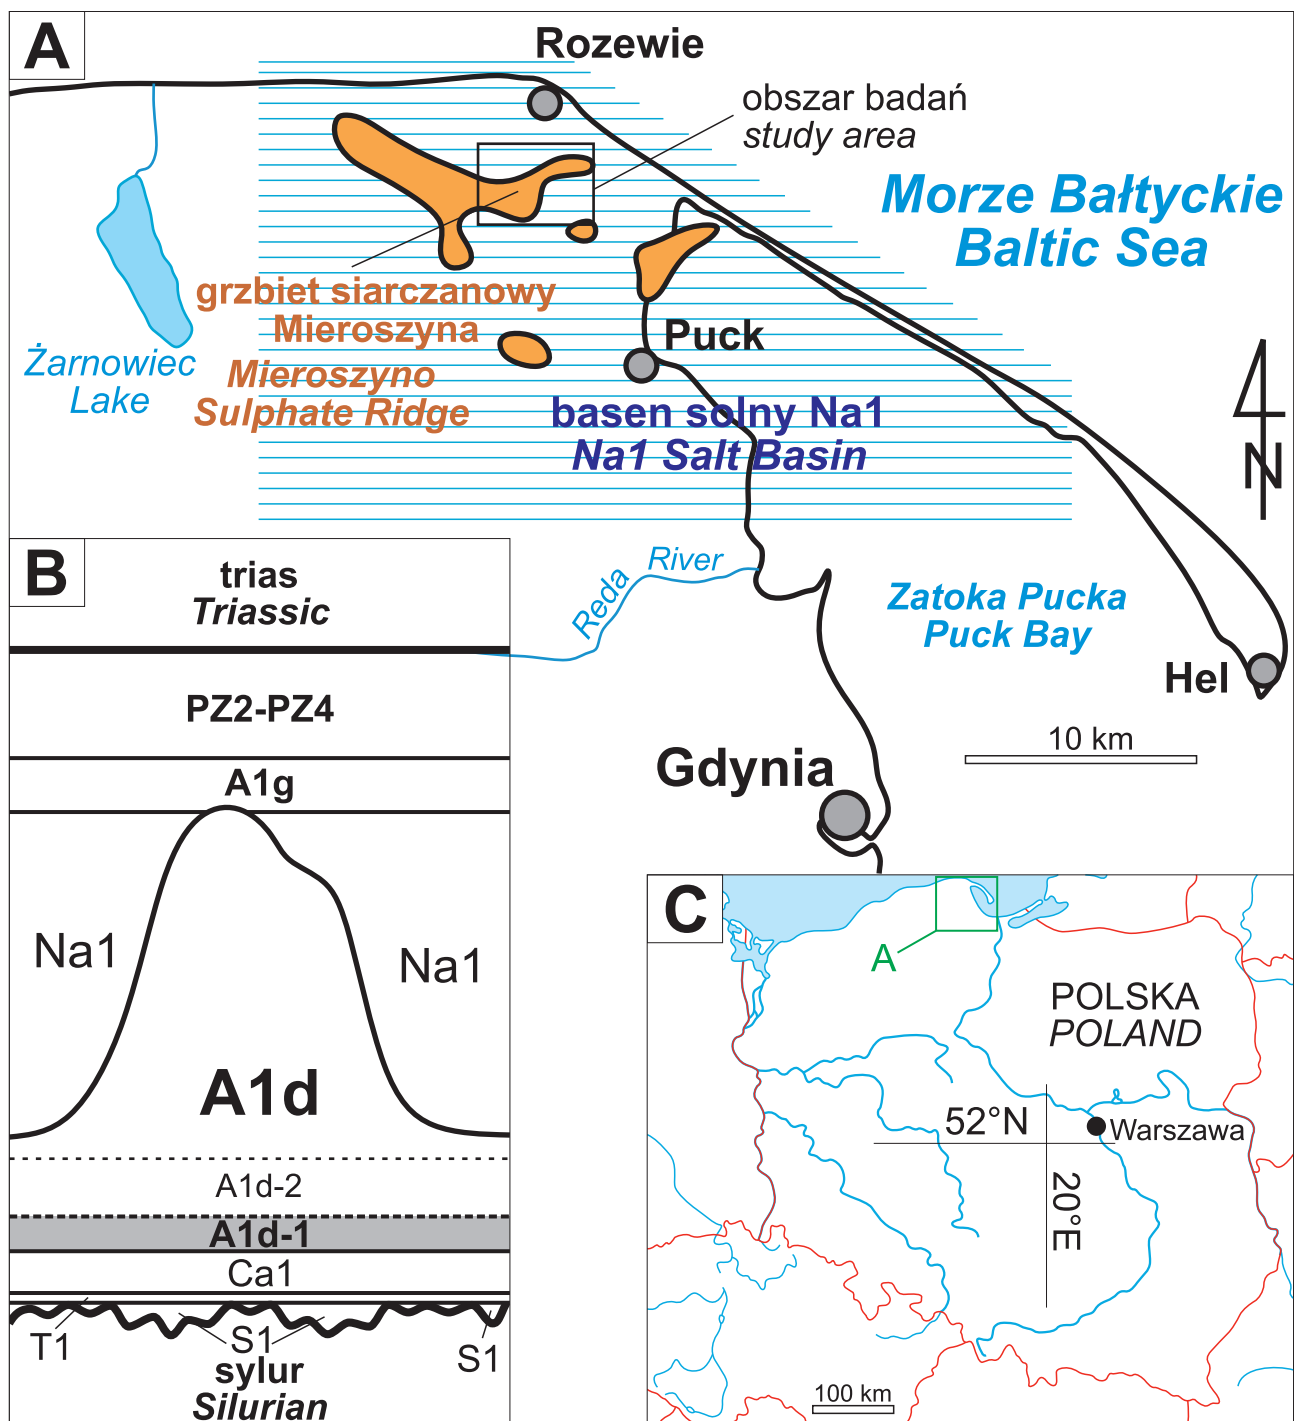 A
Rozewie
obszar badań
study area
Morze Bałtyckie
Baltic Sea
grzbiet siarczanowy
Mieroszyna
Mieroszyno
Sulphate Ridge
Żarnowiec
Lake
Puck
basen solny Na1
Na1 Salt Basin
N
Reda River
Zatoka Pucka
Puck Bay
Hel
10 km
Gdynia
B
trias
Triassic
PZ2-PZ4
A1g
Na1
Na1
A1d
A1d-2
A1d-1
Ca1
T1
S1
S1
sylur
Silurian
C
A
POLSKA
POLAND
52°N
Warszawa
20°E
100 km